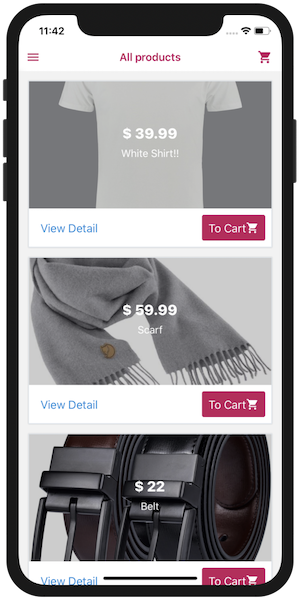 11:42
All products
$ 39.99
White Shirt!!
View Detail
To Cart
$ 59.99
Scarf
View Detail
To Cart
$ 22
Belt
View Detail
To Cart